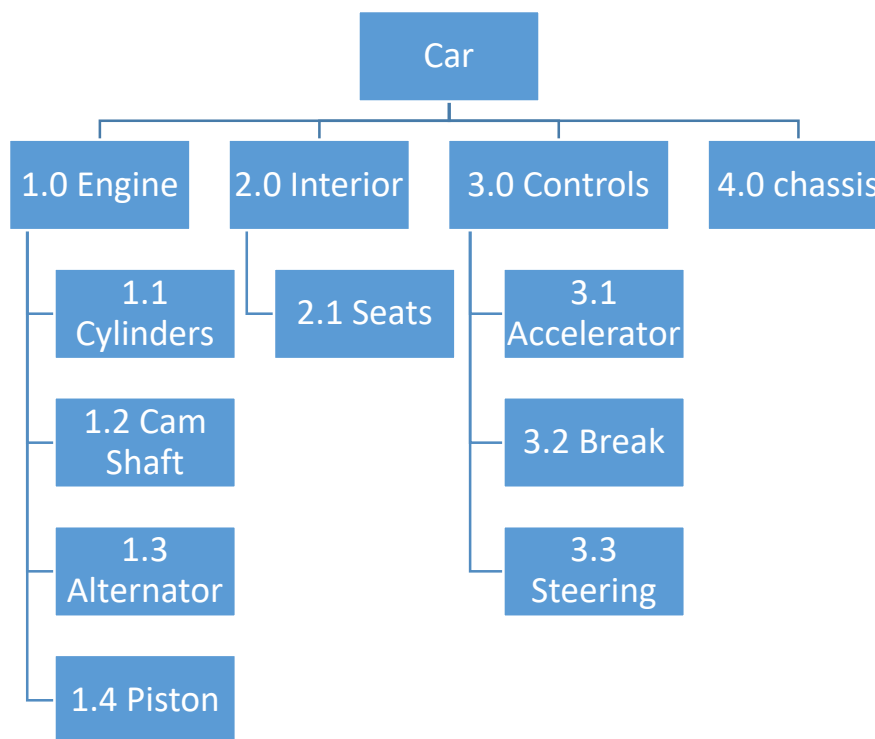 Car
1.0 Engine
2.0 Interior
3.0 Controls
4.0 chassis
1.1
Cylinders
2.1 Seats
3.1
Accelerator
1.2 Cam
Shaft
3.2 Break
1.3
Alternator
3.3
Steering
1.4 Piston